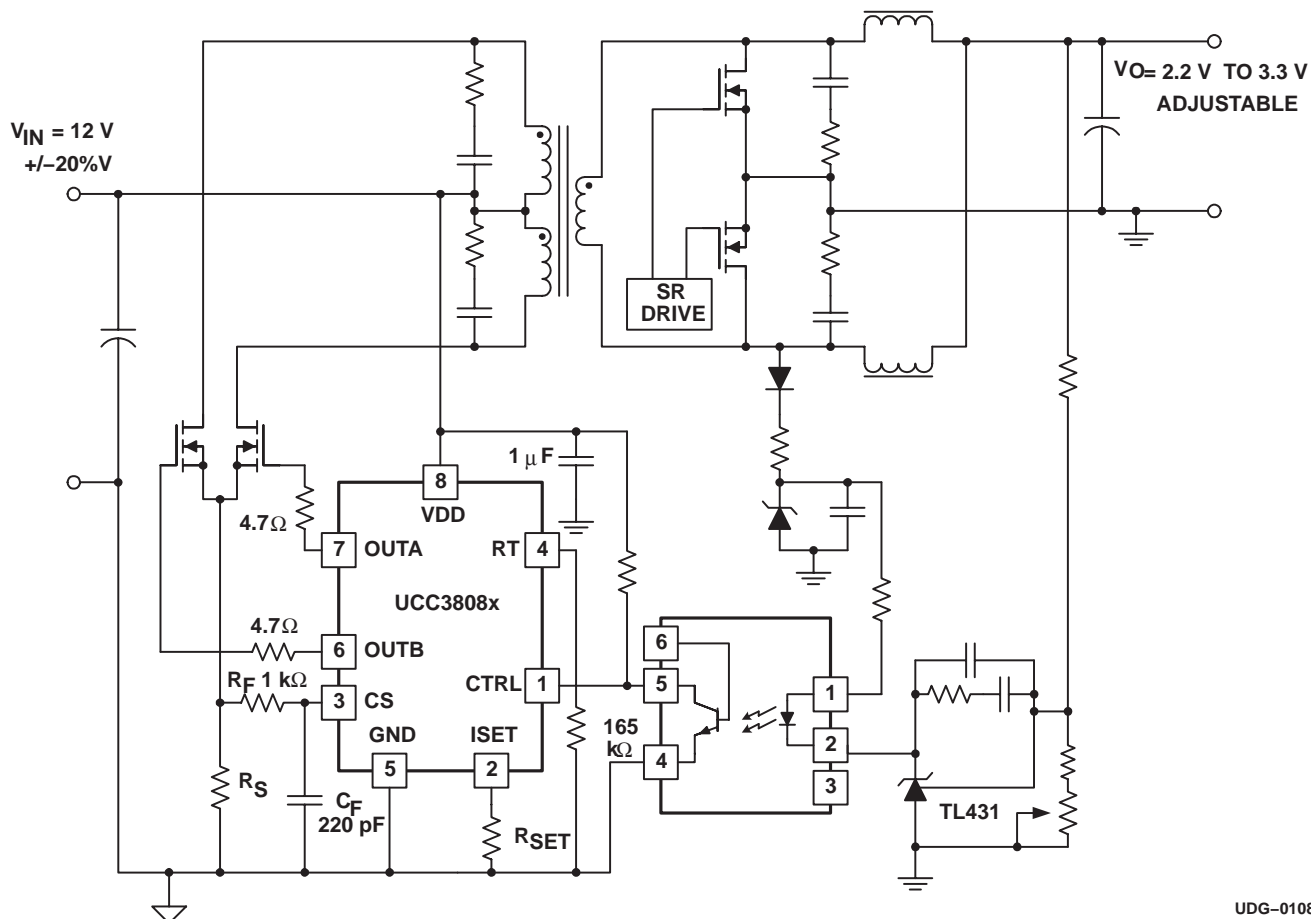 VO= 2.2 V TO 3.3 V
ADJUSTABLE
VIN = 12 V
+/−20%V
SR
DRIVE
1 μF
8
VDD
4.7Ω
7 OUTA
RT 4
UCC3808x
4.7Ω
6 OUTB
RF 1 kΩ
3 CS
CTRL 1
GND
5
ISET
2
6
5
4
165
kΩ
1
2
3
RS
CF
220 pF
RSET
TL431
UDG−0108